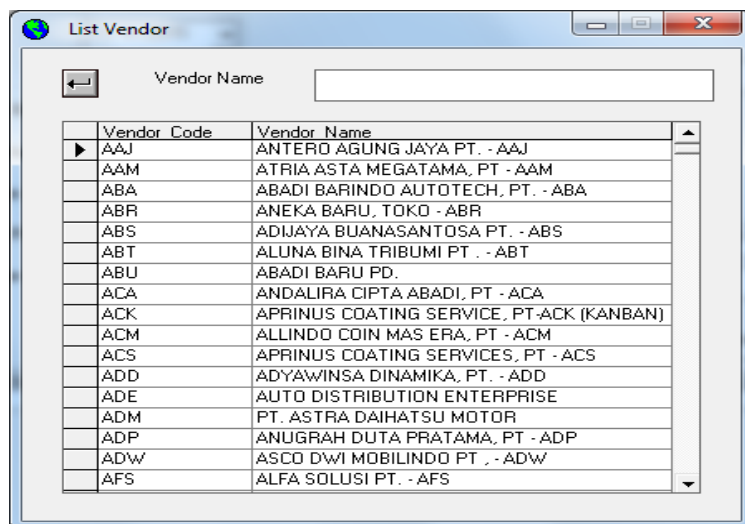 List Vendor
Vendor Name
Vendor_Code Vendor_Name
AAJ ANTERO AGUNG JAYA PT. - AAJ
AAM ATRIA ASTA MEGATAMA, PT - AAM
ABA ABADI BARINDO AUTOTECH, PT. - ABA
ABR ANEKA BARU, TOKO - ABR
ABS ADIJAYA BUANASANTOSA PT. - ABS
ABT ALUNA BINA TRIBUMI PT . - ABT
ABU ABADI BARU PD.
ACA ANDALIRA CIPTA ABADI, PT - ACA
ACK APRINUS COATING SERVICE, PT-ACK (KANBAN)
ACM ALLINDO COIN MAS ERA, PT - ACM
ACS APRINUS COATING SERVICES, PT - ACS
ADD ADYAWINSA DINAMIKA, PT. - ADD
ADE AUTO DISTRIBUTION ENTERPRISE
ADM PT. ASTRA DAIHATSU MOTOR
ADP ANUGRAH DUTA PRATAMA, PT - ADP
ADW ASCO DWI MOBILINDO PT , - ADW
AFS ALFA SOLUSI PT. - AFS